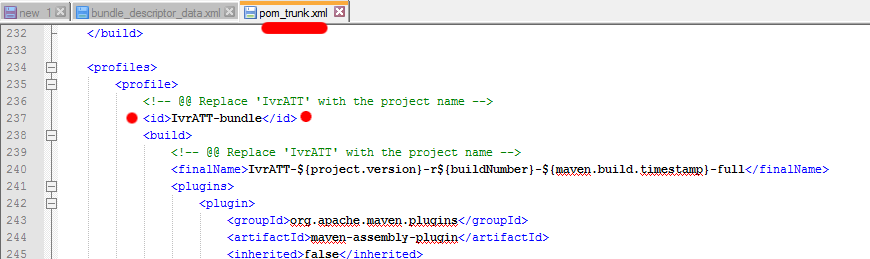 new 1 bundle_descriptor_data.xml pom_trunk.xml
232 </build>
233
234 <profiles>
235 <profile>
236 <!-- @@ Replace 'IvrATT' with the project name -->
237 <id>IvrATT-bundle</id>
238 <build>
239 <!-- @@ Replace 'IvrATT' with the project name -->
240 <finalName>IvrATT-${project.version}-r${buildNumber}-${maven.build.timestamp}-full</finalName>
241 <plugins>
242 <plugin>
243 <groupId>org.apache.maven.plugins</groupId>
244 <artifactId>maven-assembly-plugin</artifactId>
245 <inherited>false</inherited>